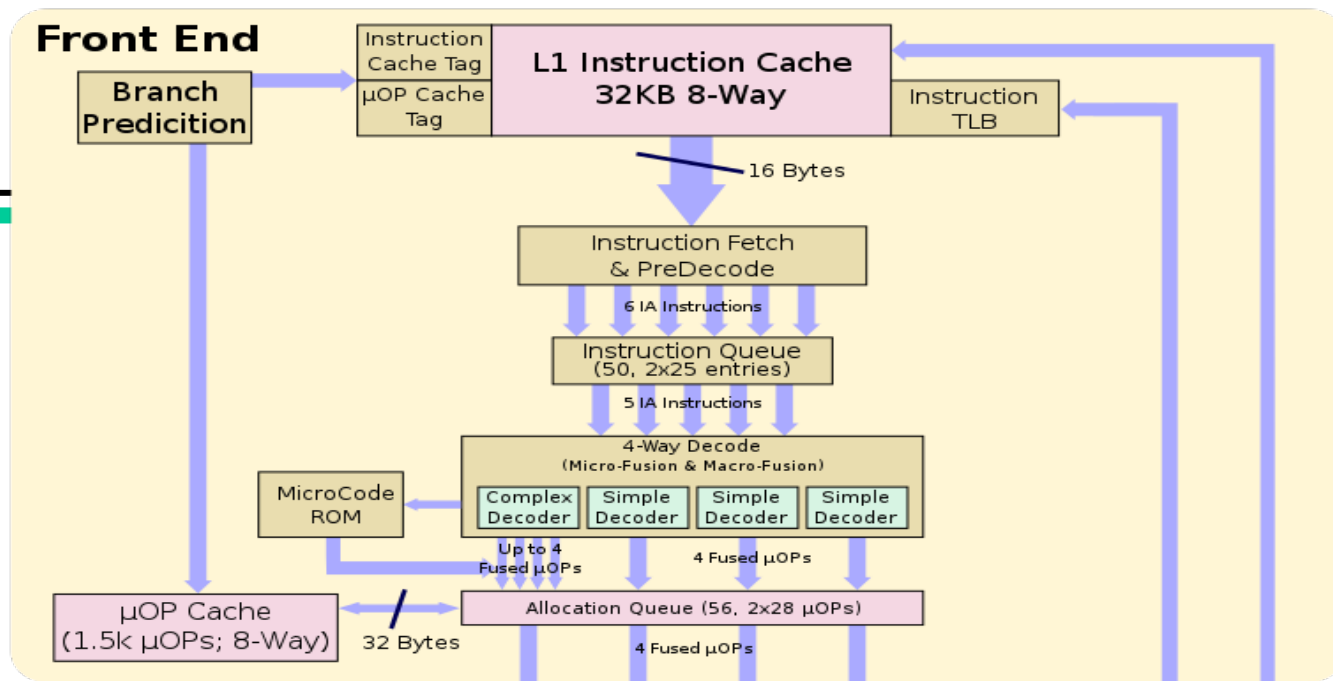 Front End
Branch
Predicition
Instruction
Cache Tag
µOP Cache
Tag
L1 Instruction Cache
32KB 8-Way
Instruction
TLB
16 Bytes
Instruction Fetch
& PreDecode
6 IA Instructions
Instruction Queue
(50, 2x25 entries)
5 IA Instructions
4-Way Decode
(Micro-Fusion & Macro-Fusion)
MicroCode
ROM
Complex
Decoder
Simple
Decoder
Simple
Decoder
Simple
Decoder
Up to 4
Fused µOPs
4 Fused µOPs
µOP Cache
(1.5k µOPs; 8-Way)
32 Bytes
Allocation Queue (56, 2x28 µOPs)
4 Fused µOPs